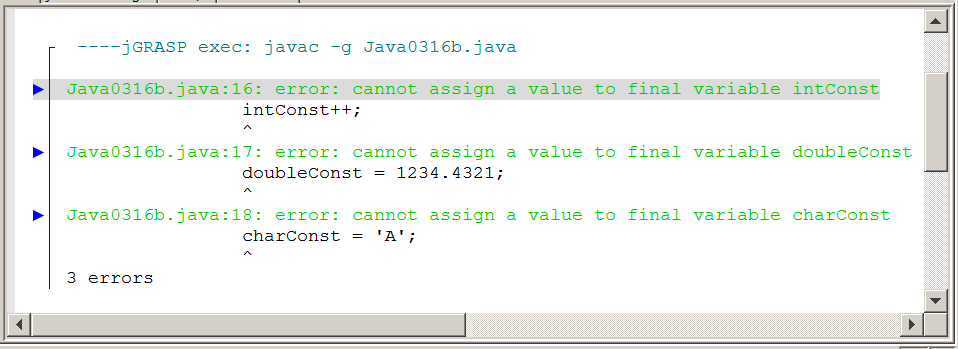 ----jGRASP exec: javac -g Java0316b.java
Java0316b.java:16: error: cannot assign a value to final variable intConst
intConst++;
^
Java0316b.java:17: error: cannot assign a value to final variable doubleConst
doubleConst = 1234.4321;
^
Java0316b.java:18: error: cannot assign a value to final variable charConst
charConst = 'A';
^
3 errors